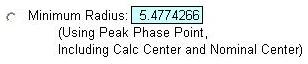 Minimum Radius: 5.4774266
(Using Peak Phase Point,
Including Calc Center and Nominal Center)